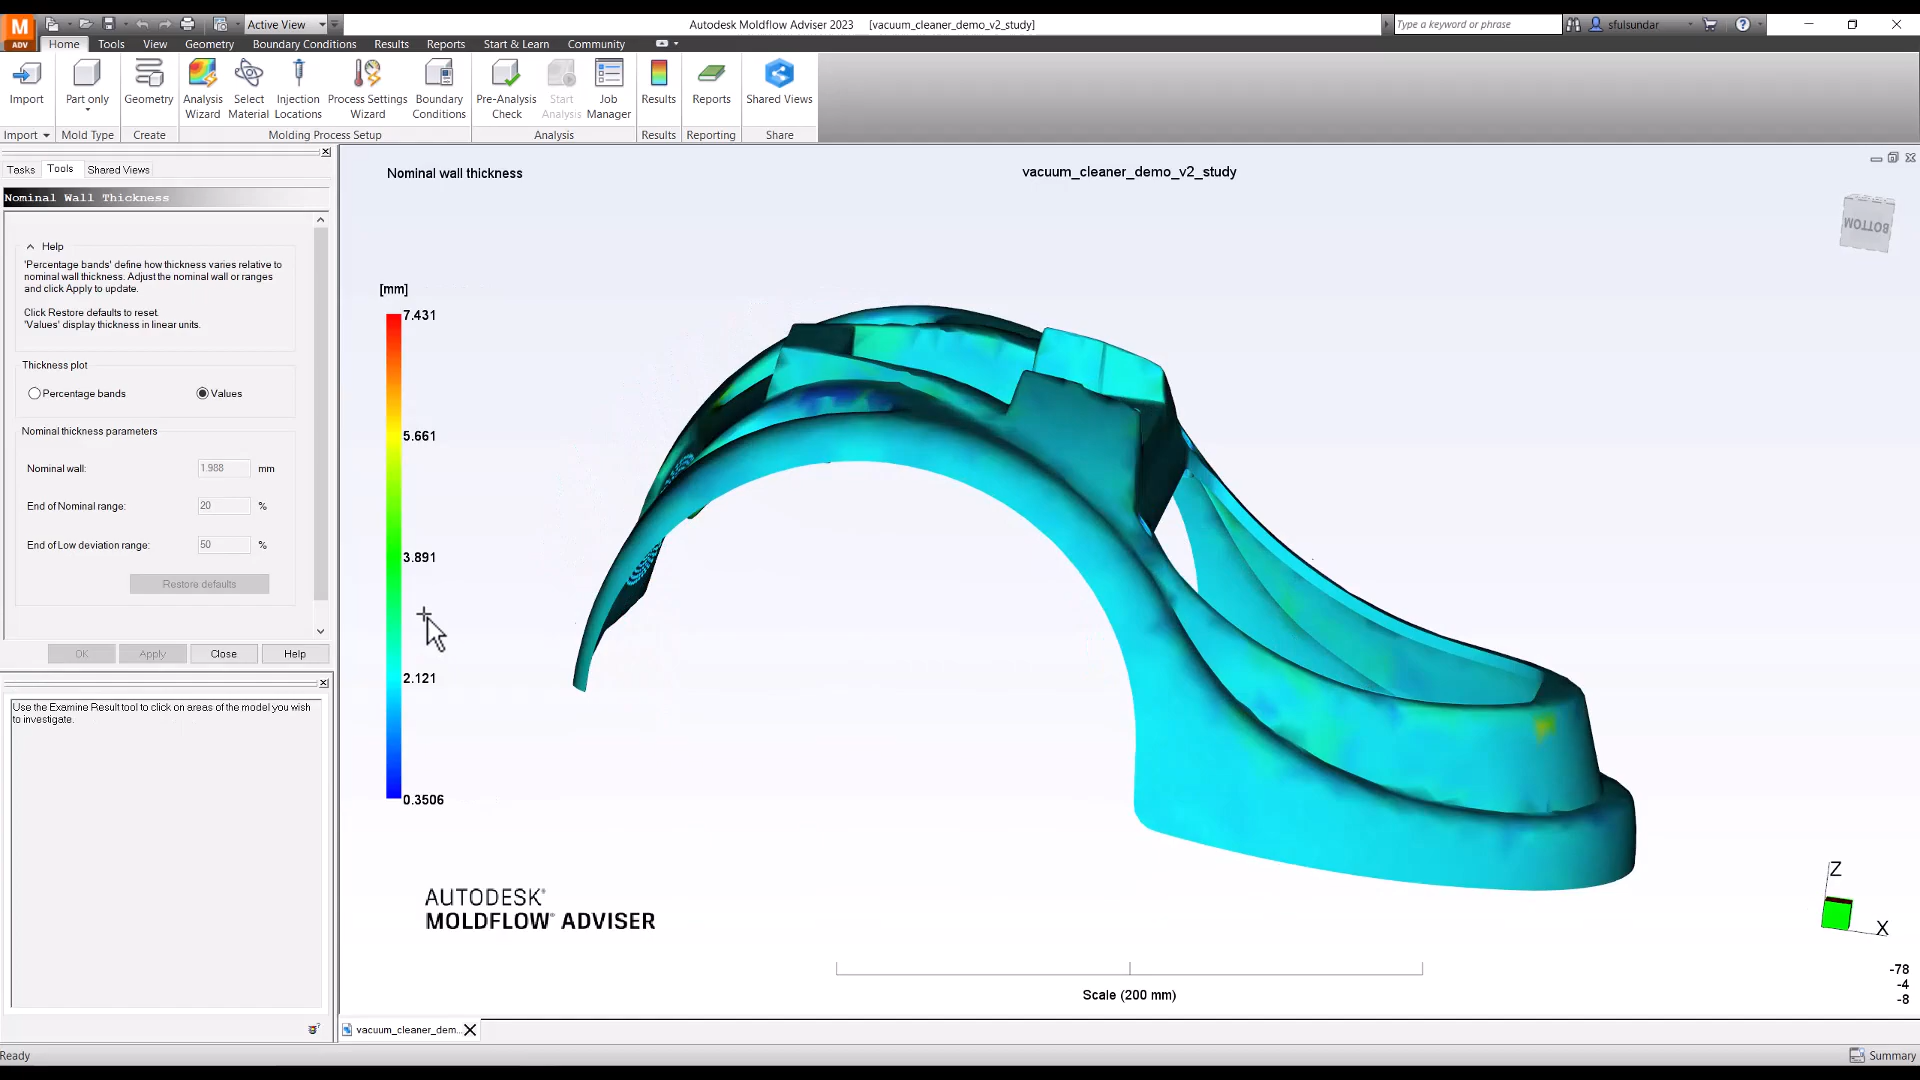 M
ADV
Active View
Autodesk Moldflow Adviser 2023 [vacuum_cleaner_demo_v2_study]
Type a keyword or phrase
sfulsundar
Home
Tools
View
Geometry
Boundary Conditions
Results
Reports
Start & Learn
Community
Import
Part only
Geometry
Analysis Wizard
Select Material
Injection Locations
Process Settings Wizard
Boundary Conditions
Pre-Analysis Check
Start Analysis
Job Manager
Results
Reports
Shared Views
Import
Mold Type
Create
Molding Process Setup
Analysis
Results
Reporting
Share
Tasks
Tools
Shared Views
Nominal Wall Thickness
Help
'Percentage bands' define how thickness varies relative to
nominal wall thickness. Adjust the nominal wall or ranges
and click Apply to update.
Click Restore defaults to reset.
'Values' display thickness in linear units.
Thickness plot
Percentage bands
Values
Nominal thickness parameters
Nominal wall: 1.988 mm
End of Nominal range: 20 %
End of Low deviation range: 50 %
Restore defaults
OK
Apply
Close
Help
Use the Examine Result tool to click on areas of the model you wish
to investigate.
Nominal wall thickness
vacuum_cleaner_demo_v2_study
BOTTOM
[mm]
7.431
5.661
3.891
2.121
0.3506
AUTODESK®
MOLDFLOW® ADVISER
Scale (200 mm)
Z
X
-78
-4
-8
vacuum_cleaner_dem...
Ready
Summary